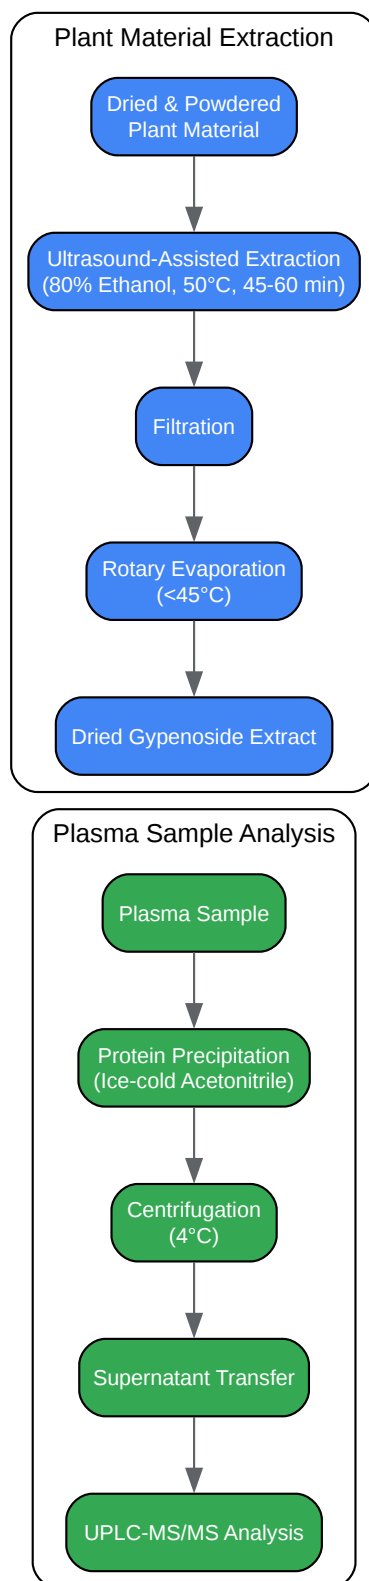 Plant Material Extraction
Dried & Powdered
Plant Material
Ultrasound-Assisted Extraction
(80% Ethanol, 50°C, 45-60 min)
Filtration
Rotary Evaporation
(<45°C)
Dried Gypenoside Extract
Plasma Sample Analysis
Plasma Sample
Protein Precipitation
(Ice-cold Acetonitrile)
Centrifugation
(4°C)
Supernatant Transfer
UPLC-MS/MS Analysis